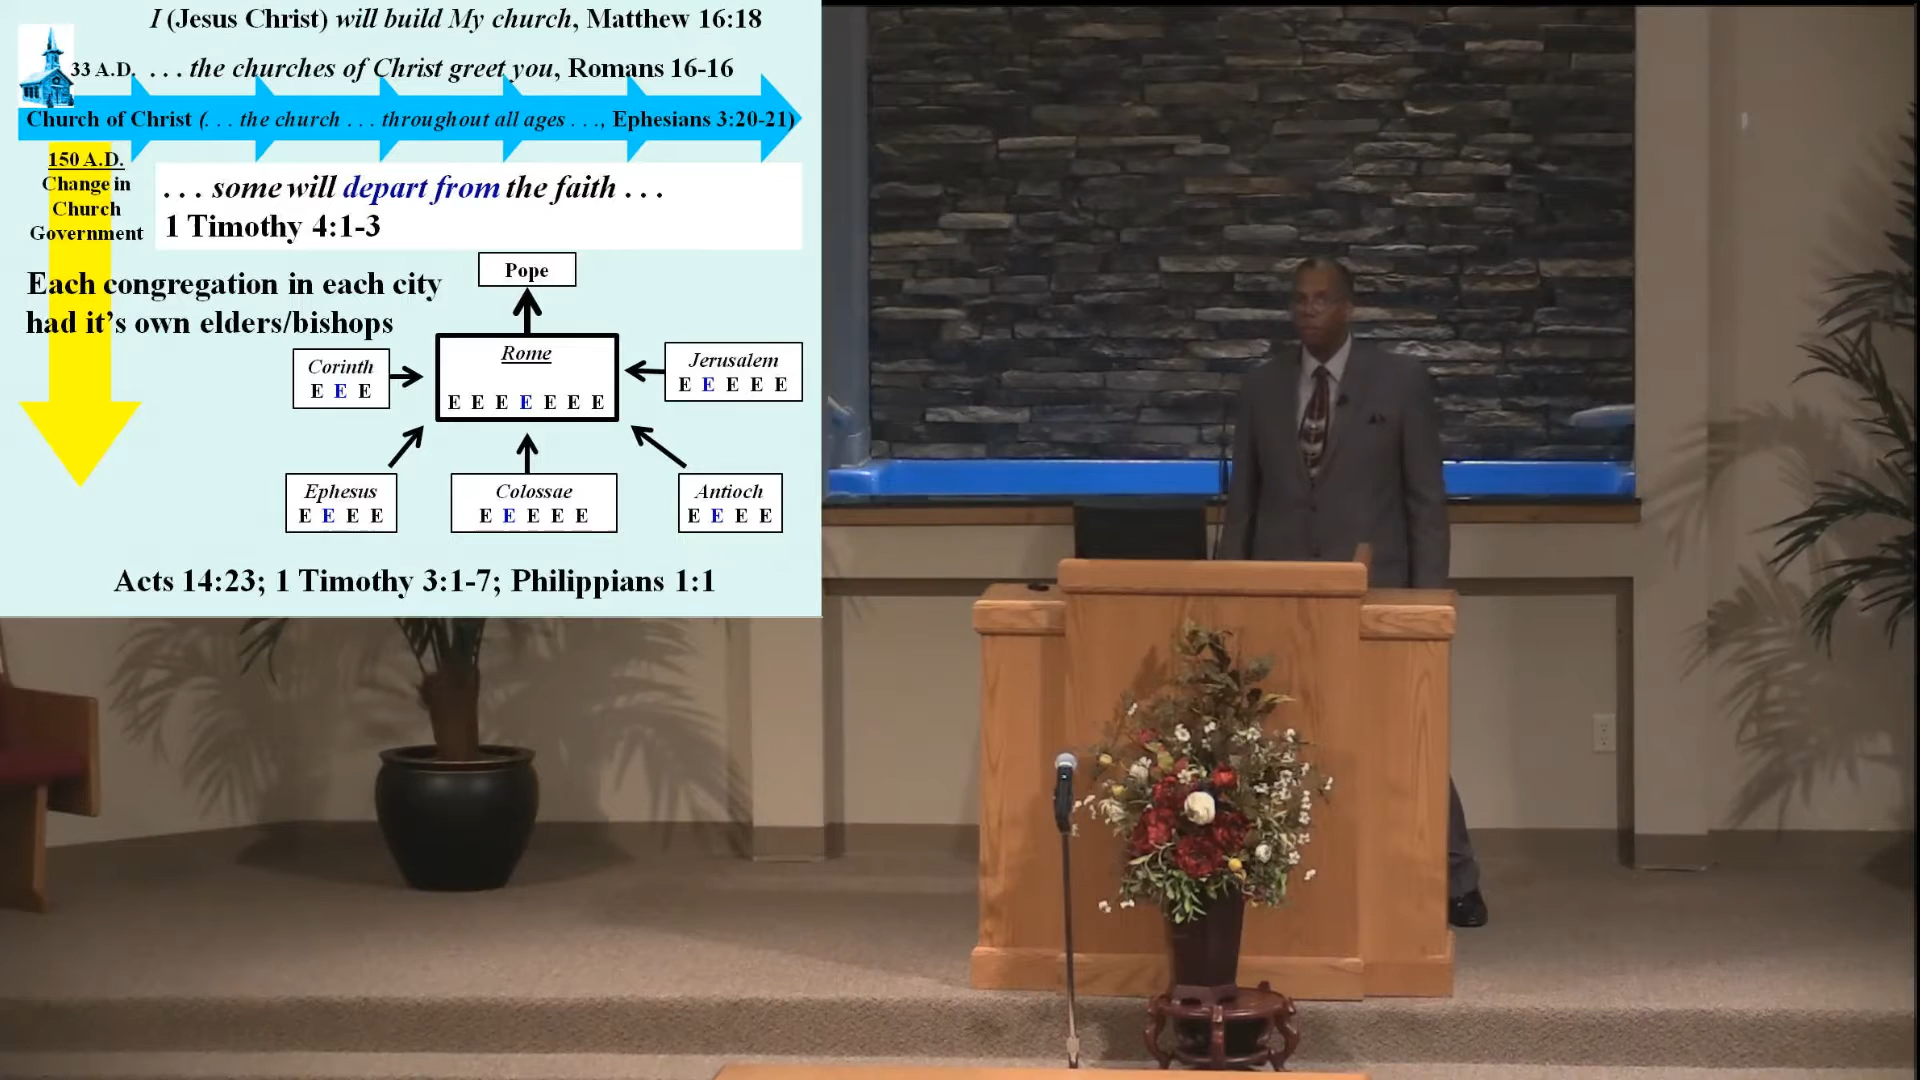 I (Jesus Christ) will build My church, Matthew 16:18
33 A.D. . . . the churches of Christ greet you, Romans 16-16
Church of Christ (. . . the church . . . throughout all ages . . ., Ephesians 3:20-21)
150 A.D.
Change in
Church
Government
. . . some will depart from the faith . . .
1 Timothy 4:1-3
Each congregation in each city
had it's own elders/bishops
Pope
Rome
E E E E E E E
Corinth
E E E
Jerusalem
E E E E E
Ephesus
E E E E
Colossae
E E E E E
Antioch
E E E E
Acts 14:23; 1 Timothy 3:1-7; Philippians 1:1